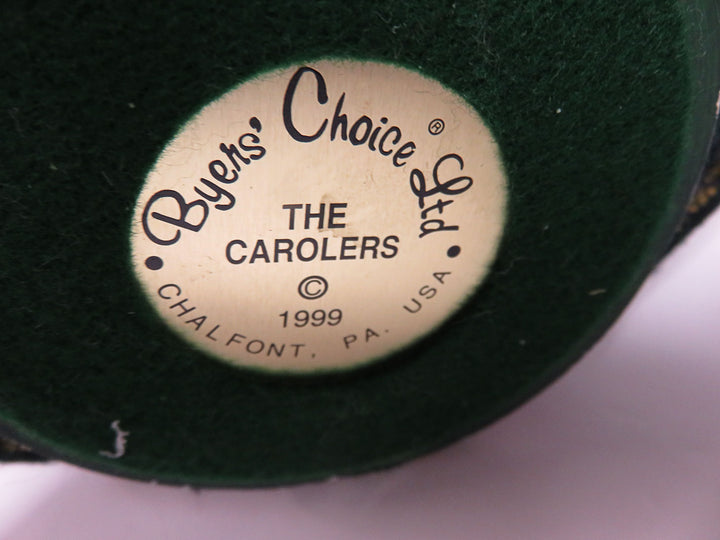 Byers' Choice ® Ltd
THE
CAROLERS
©
1999
• CHALFONT, PA. USA •